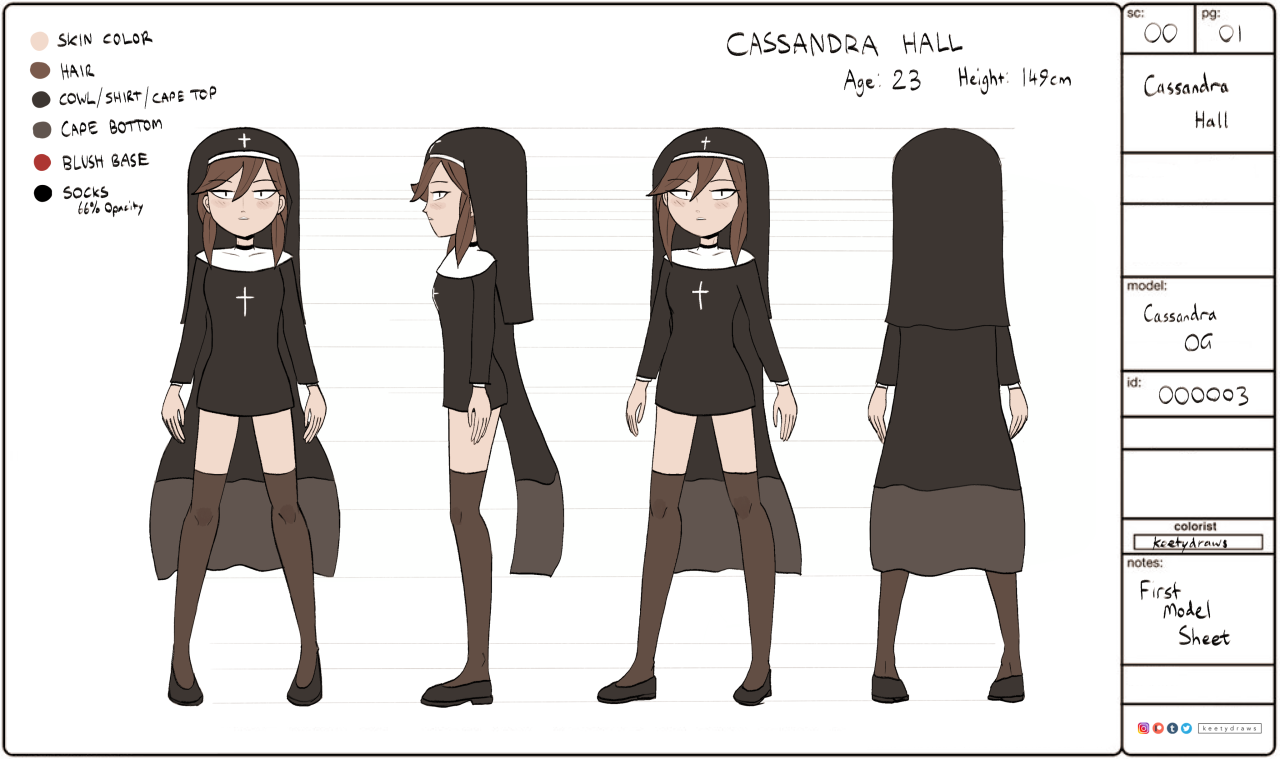 SKIN COLOR
HAIR
COWL/SHIRT/CAPE TOP
CAPE BOTTOM
BLUSH BASE
SOCKS
66% Opacity
CASSANDRA HALL
Age: 23 Height: 149cm
sc: 00 pg: 01
Cassandra
Hall
model:
Cassandra
OG
id: 000003
colorist
keetydraws
notes:
First
Model
Sheet
keetydraws